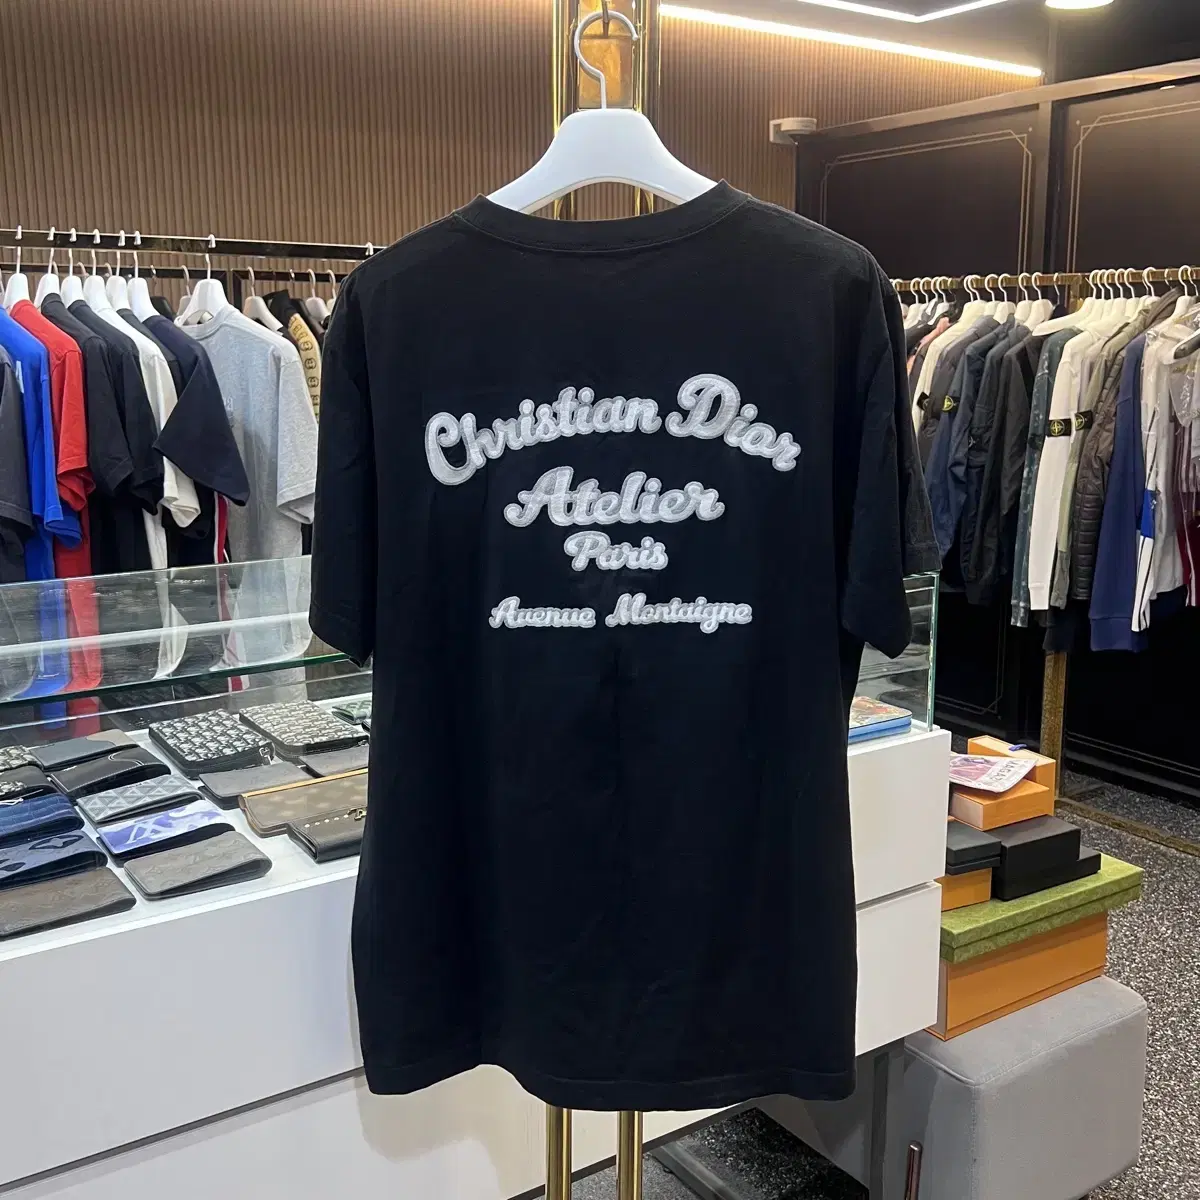 Christian Dior
Atelier
Paris
Avenue Montaigne